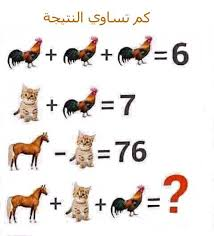 كم تساوي النتيجة
+ + = 6
+ = 7
- = 76
+ + = ?